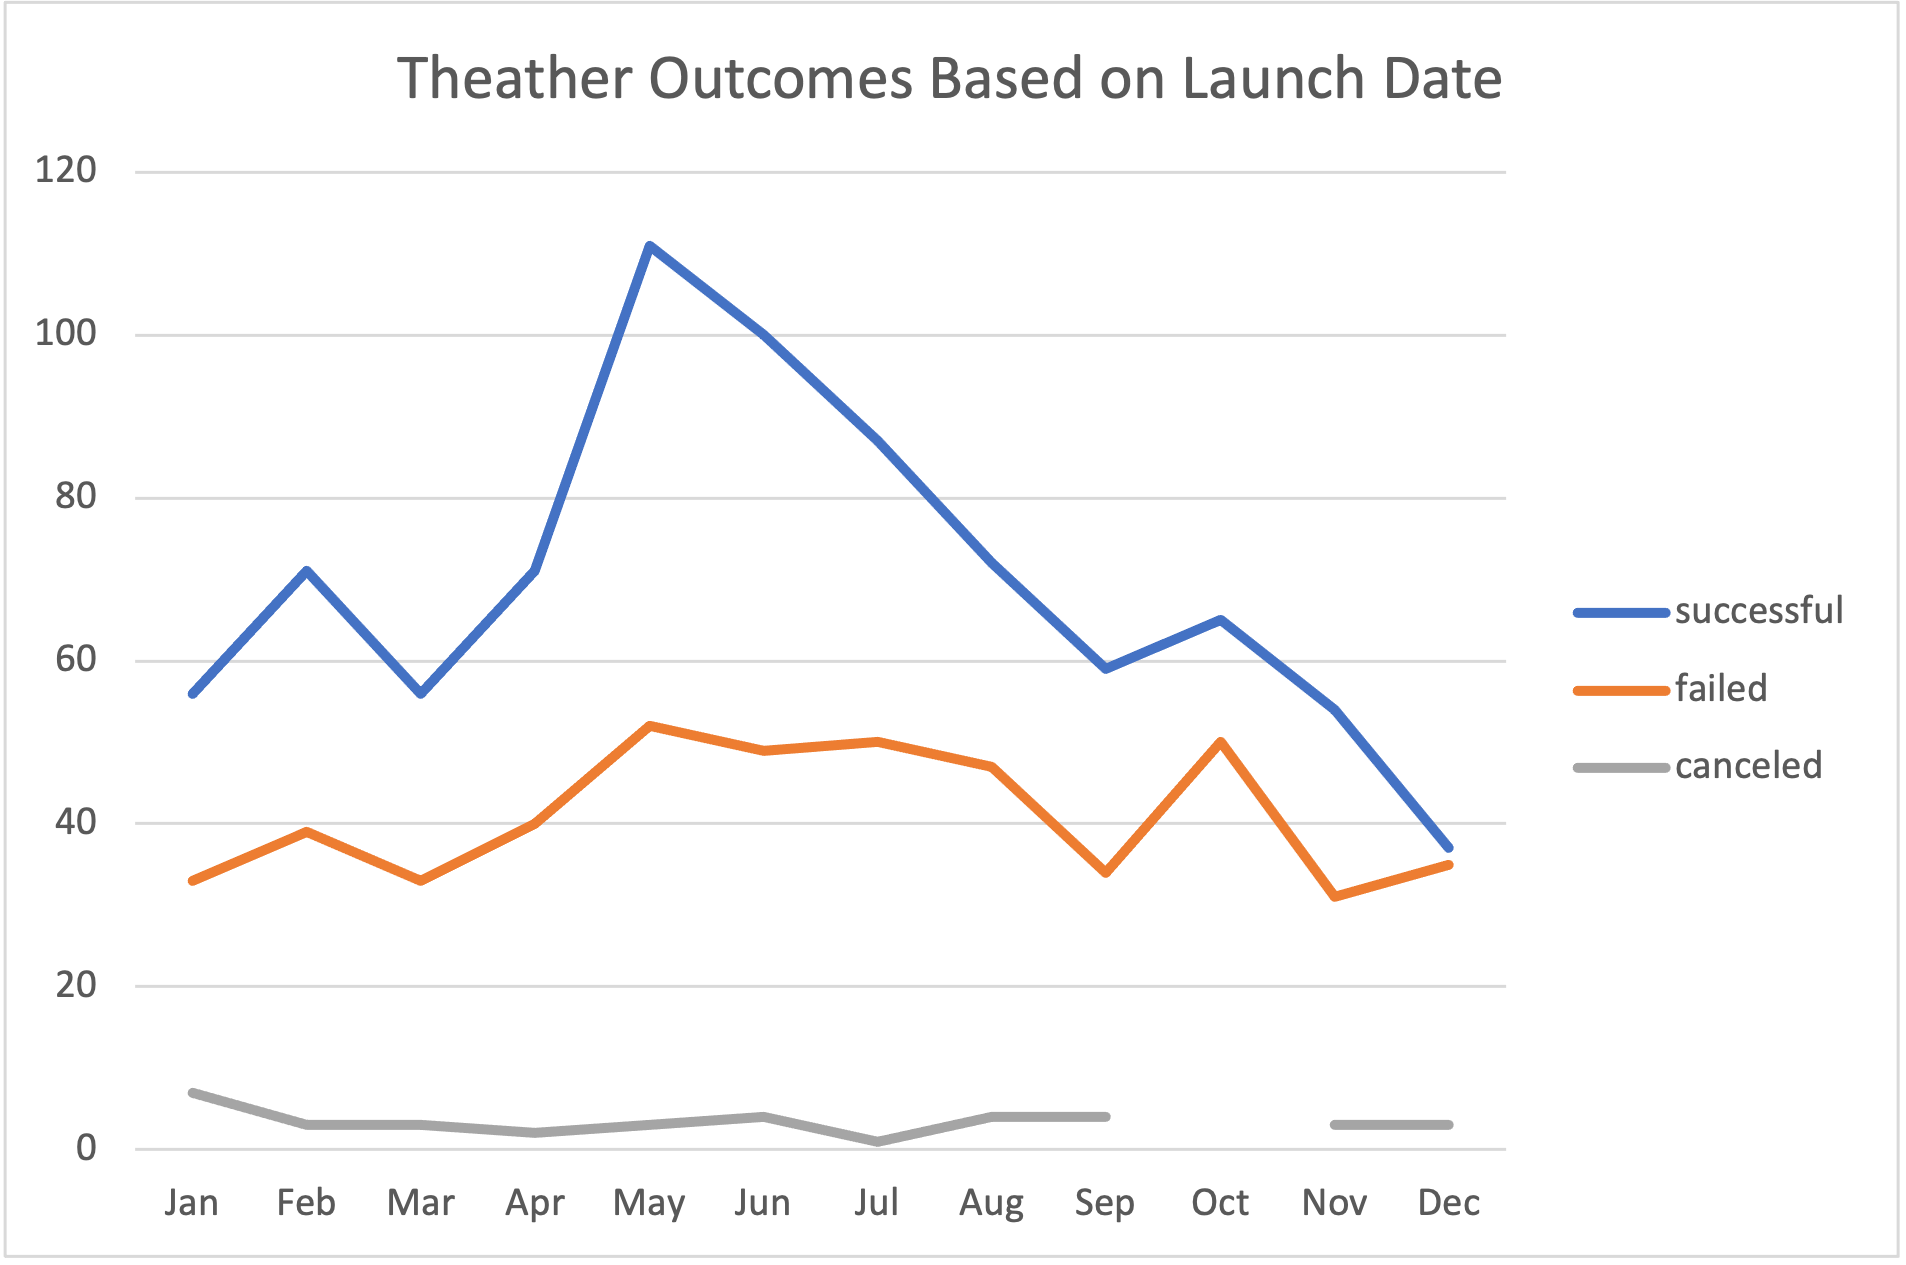 Theather Outcomes Based on Launch Date
120
100
80
60
40
20
0
Jan Feb Mar Apr May Jun Jul Aug Sep Oct Nov Dec
successful
failed
canceled